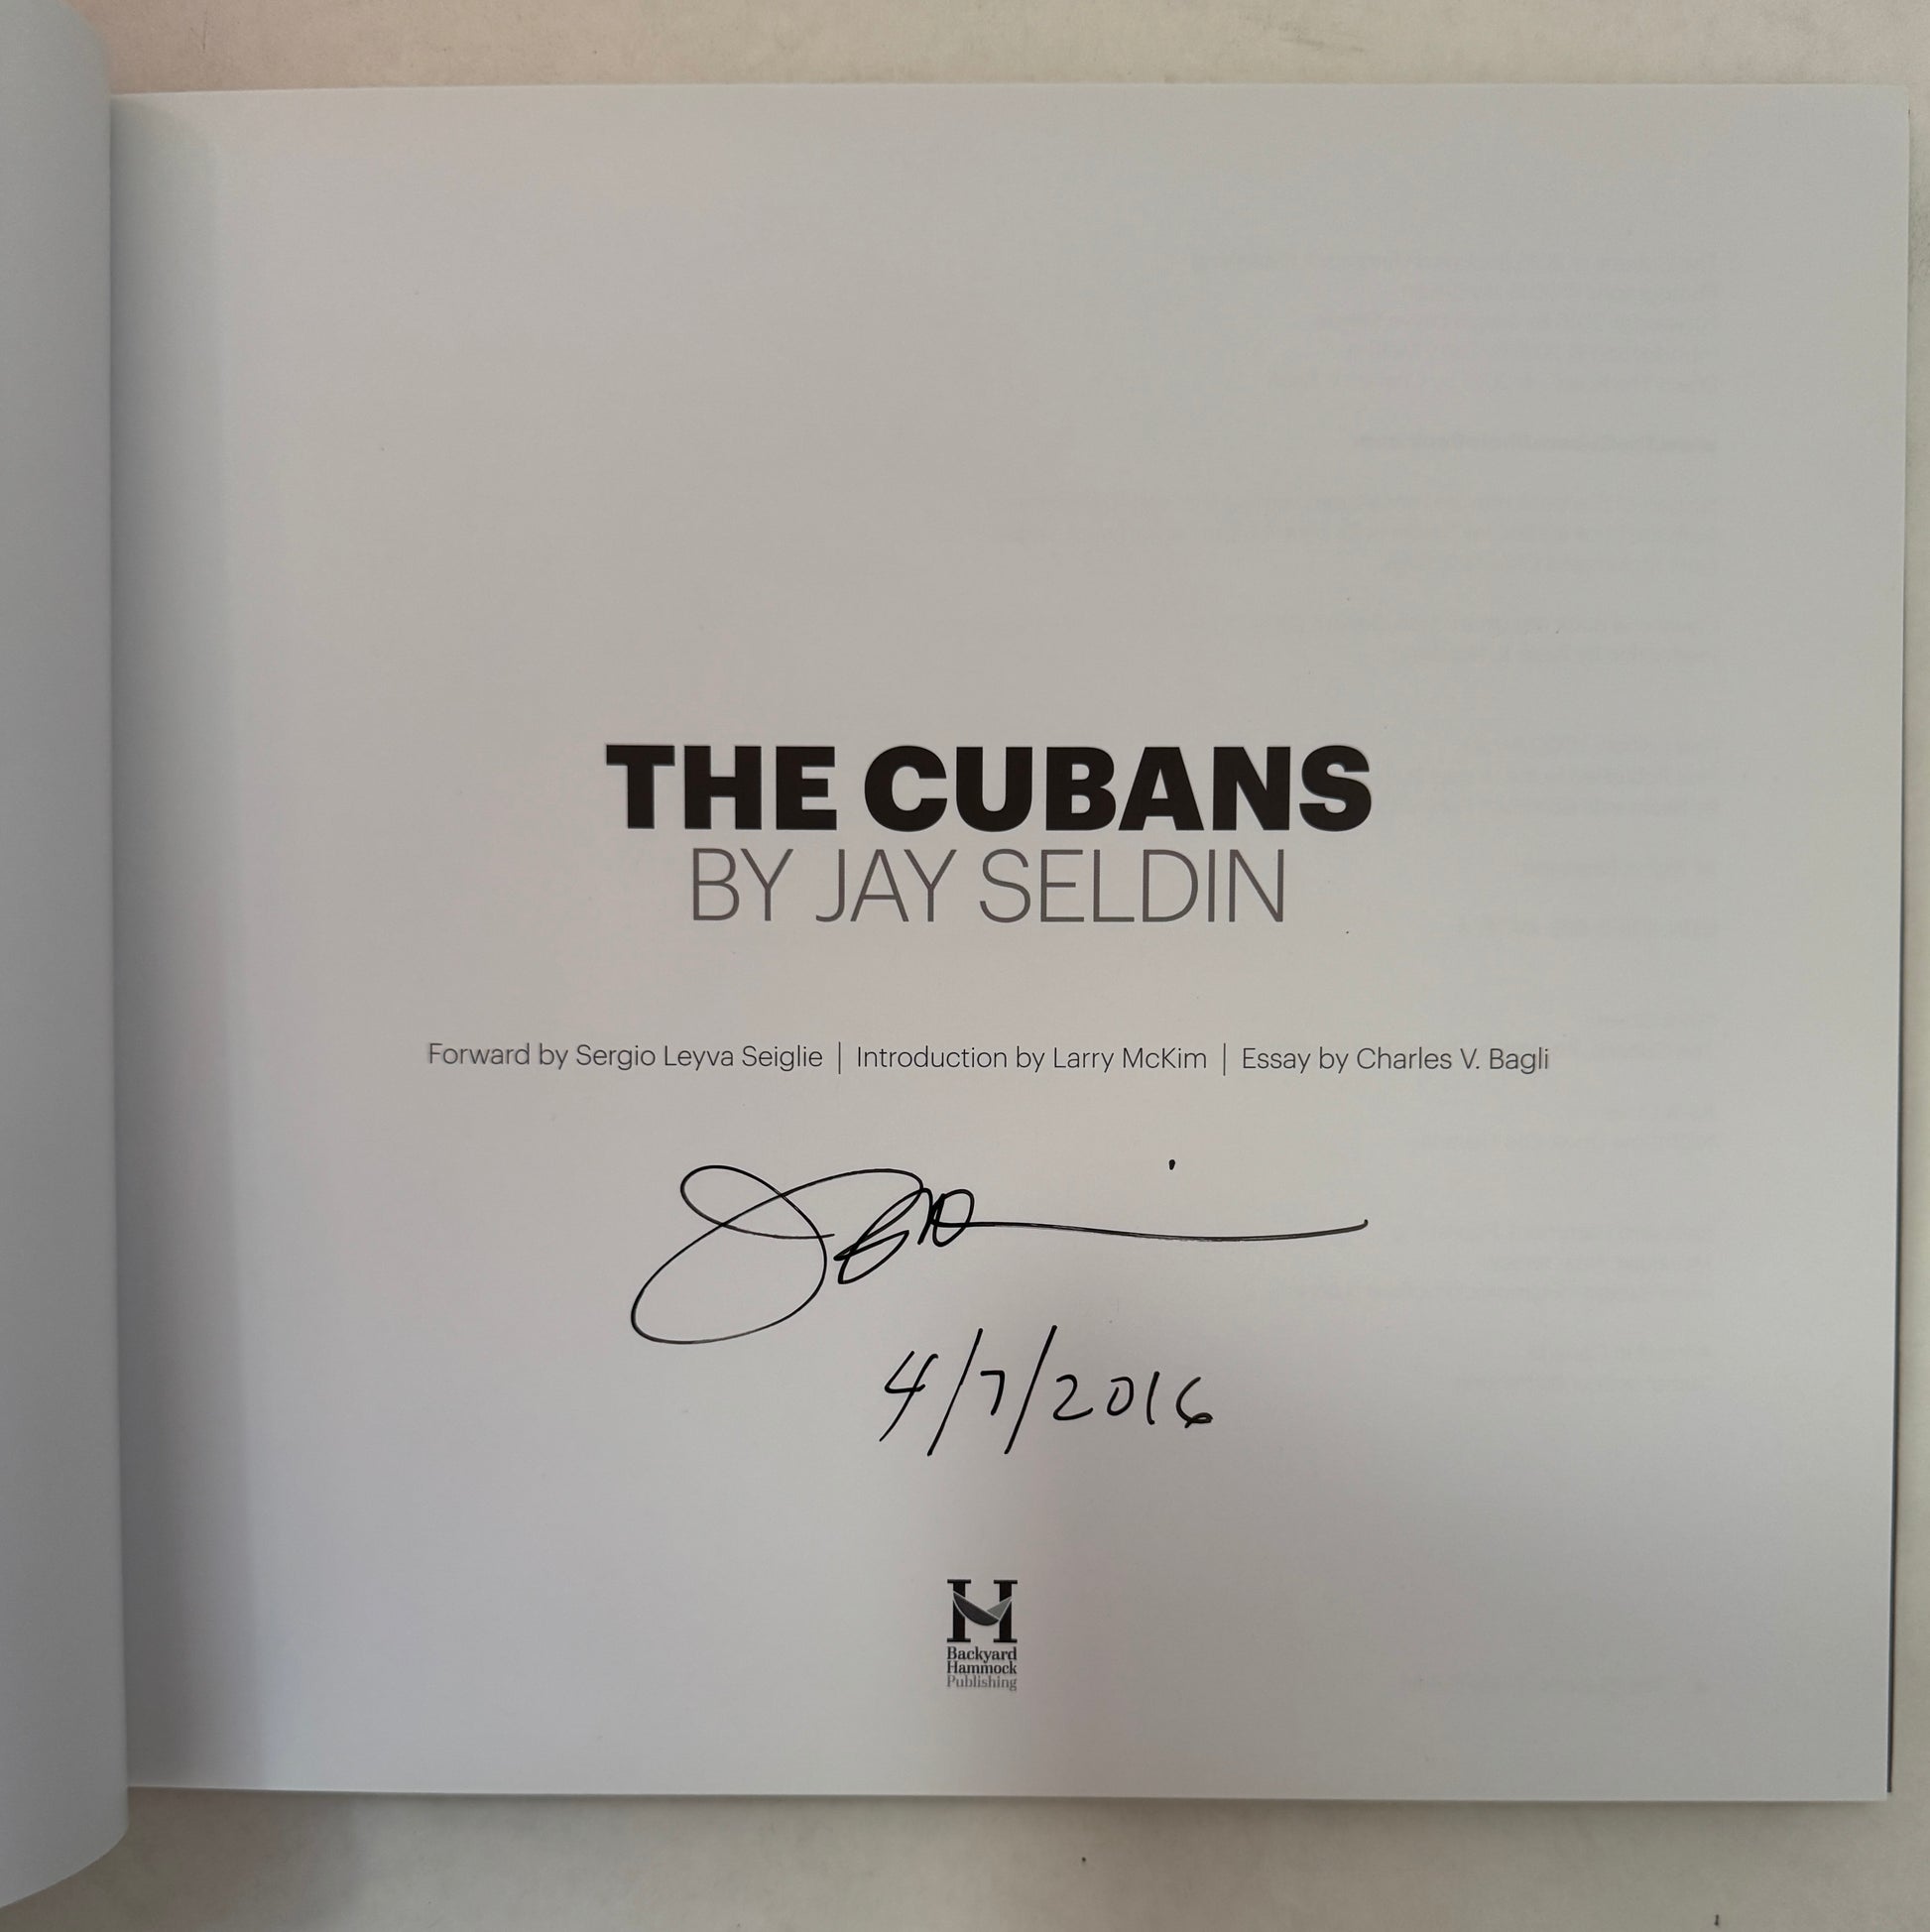 THE CUBANS
BY JAY SELDIN
Forward by Sergio Leyva Seiglie | Introduction by Larry McKim | Essay by Charles V. Bagli
4/7/2016
H
Backyard
Hammock
Publishing